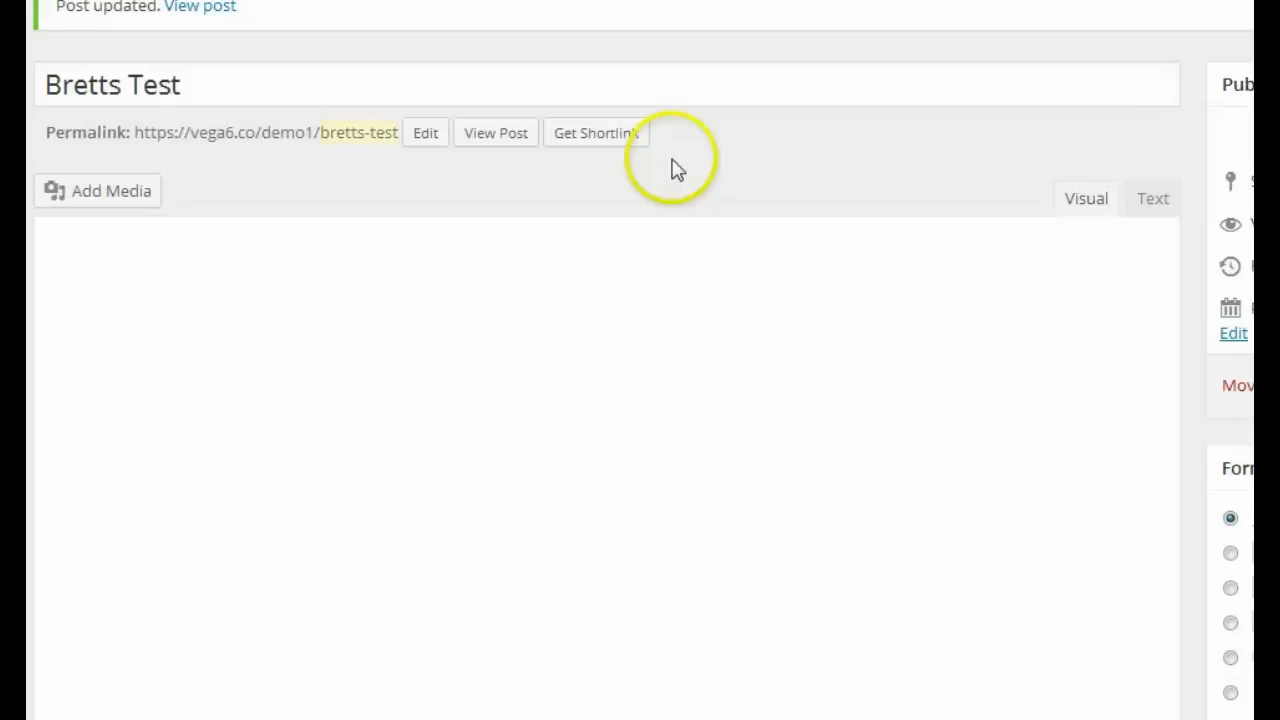 Post updated. View post
Bretts Test
Permalink: https://vega6.co/demo1/bretts-test Edit View Post Get Shortlink
Add Media
Visual Text
Edit